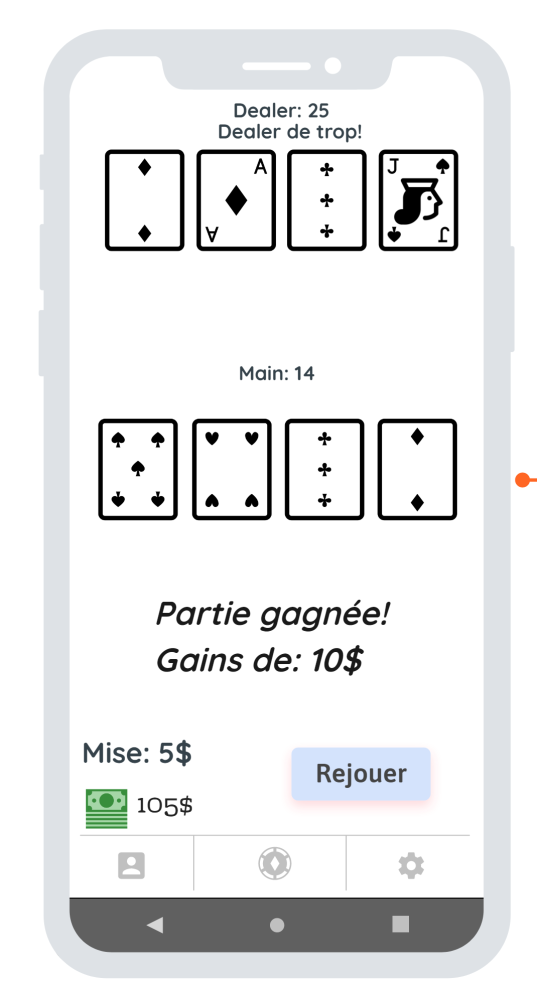 Dealer: 25
Dealer de trop!
A
A
J
J
Main: 14
Partie gagnée!
Gains de: 10$
Mise: 5$
Rejouer
105$